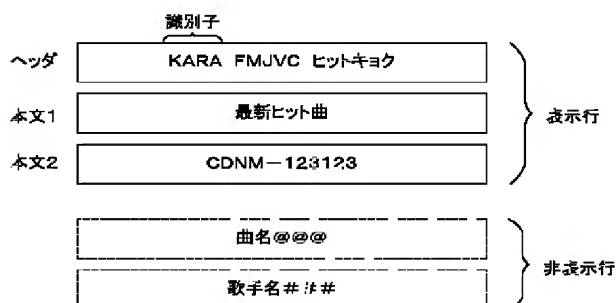 識別子
ヘッダ KARA FMJVC ヒットキョク
本文1 最新ヒット曲
表示行
本文2 CDNM-123123
曲名@@@
非表示行
歌手名###